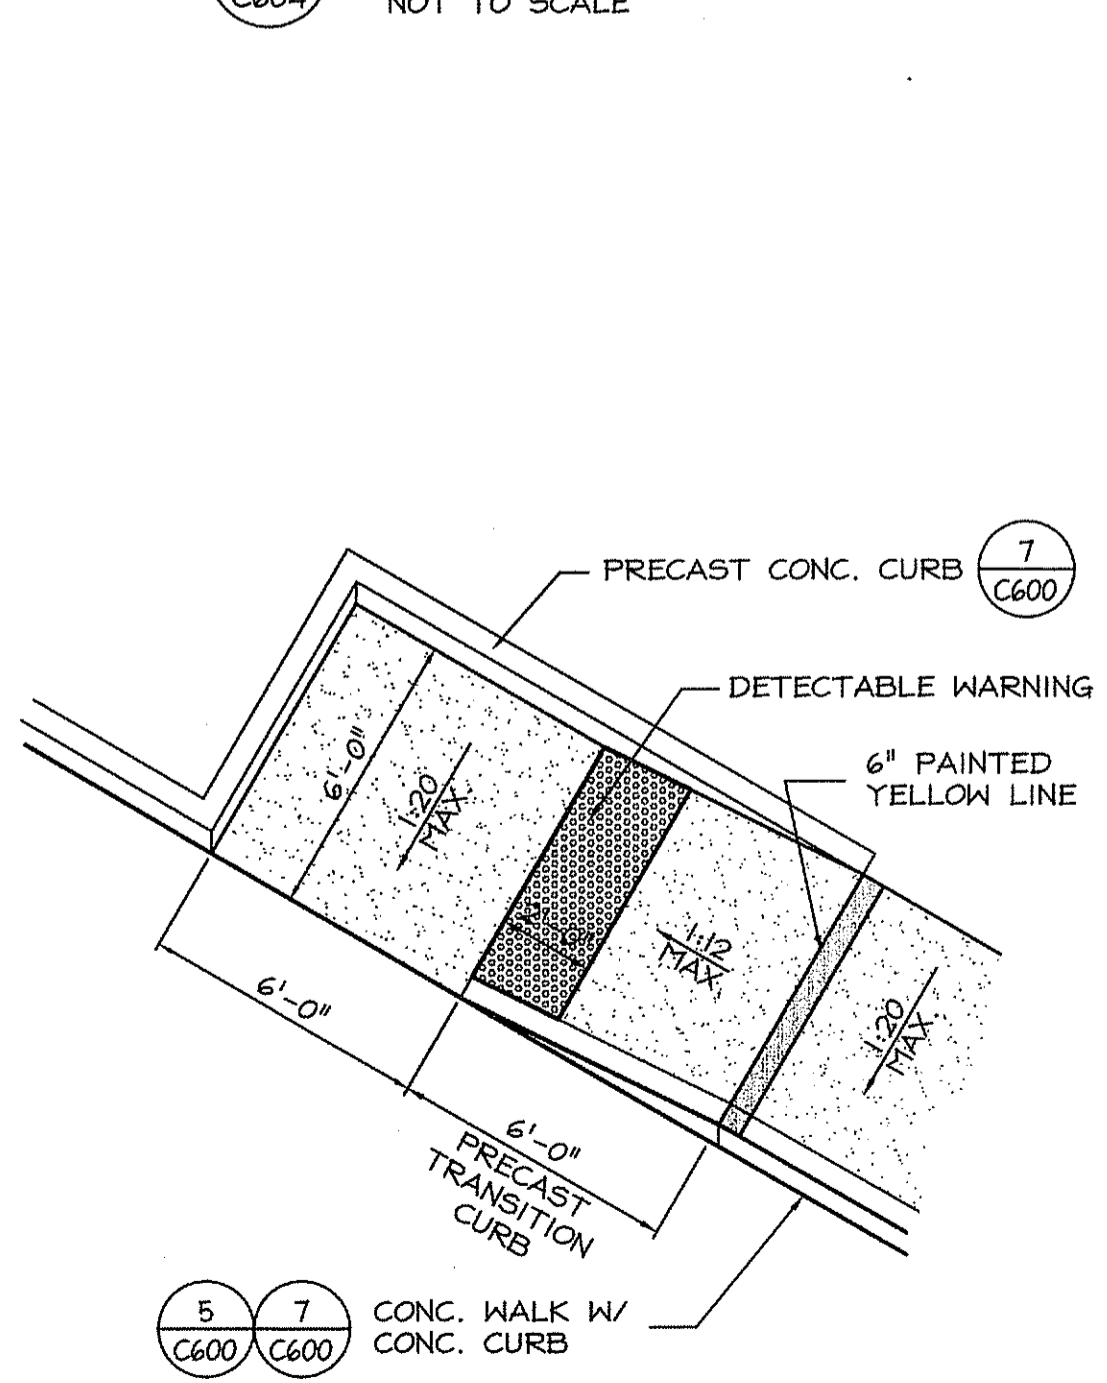 C604
NOT TO SCALE
PRECAST CONC. CURB
7
C600
DETECTABLE WARNING
6" PAINTED
YELLOW LINE
6'-0"
1:20
MAX.
1:12
MAX.
1:20
MAX.
6'-0"
6'-0"
PRECAST
TRANSITION
CURB
5
C600
7
C600
CONC. WALK W/
CONC. CURB